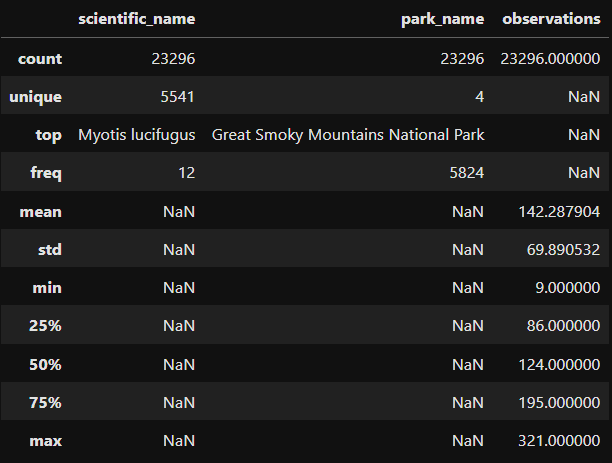 scientific_name park_name observations
count 23296 23296 23296.000000
unique 5541 4 NaN
top Myotis lucifugus Great Smoky Mountains National Park NaN
freq 12 5824 NaN
mean NaN NaN 142.287904
std NaN NaN 69.890532
min NaN NaN 9.000000
25% NaN NaN 86.000000
50% NaN NaN 124.000000
75% NaN NaN 195.000000
max NaN NaN 321.000000